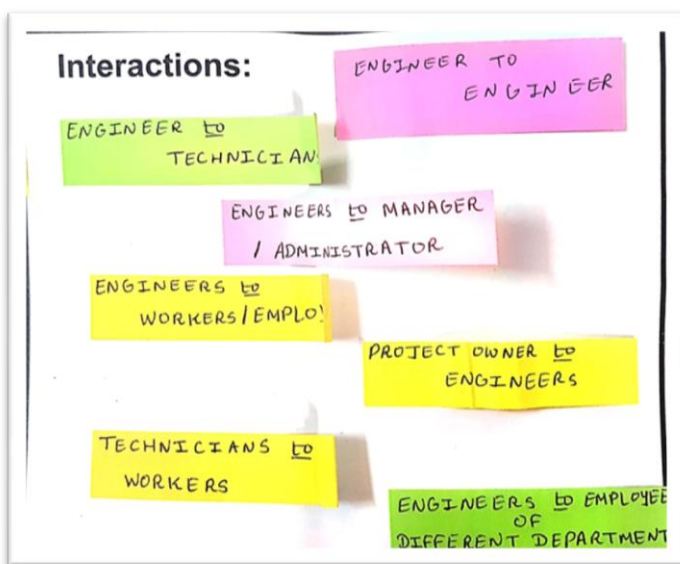 Interactions:
ENGINEER TO
ENGINEER
ENGINEER to
TECHNICIAN
ENGINEERS to MANAGER
/ ADMINISTRATOR
ENGINEERS to
WORKERS/EMPLO
PROJECT OWNER to
ENGINEERS
TECHNICIANS to
WORKERS
ENGINEERS to EMPLOYEE
OF
DIFFERENT DEPARTMENT